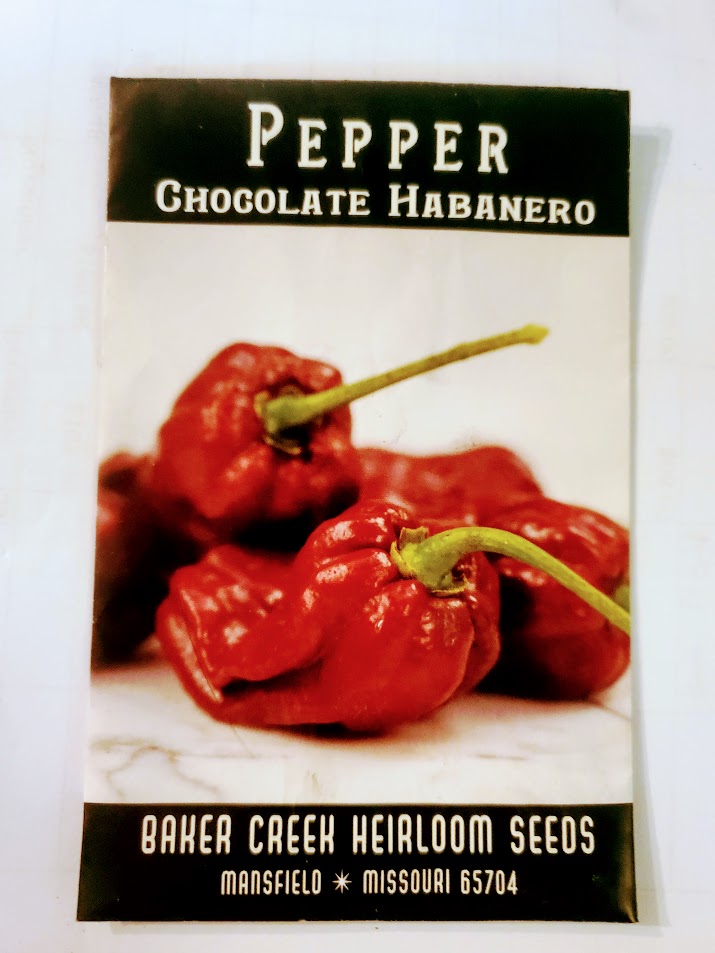 PEPPER
CHOCOLATE HABANERO
BAKER CREEK HEIRLOOM SEEDS
MANSFIELD ✴ MISSOURI 65704